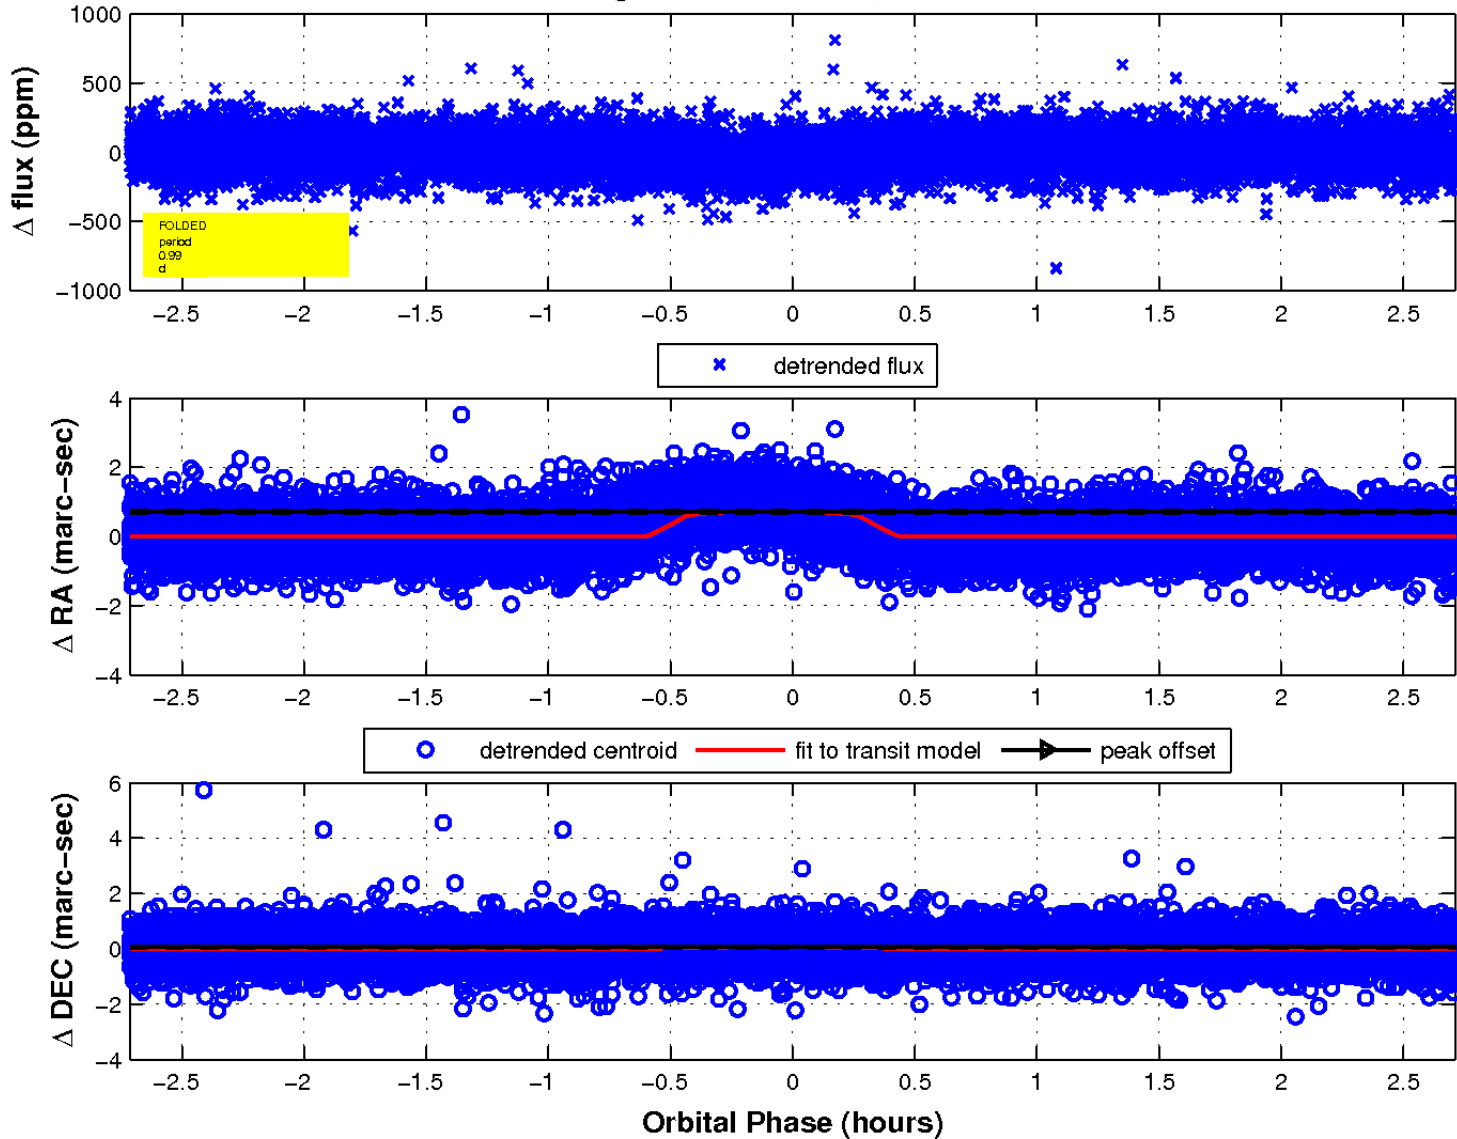 1000
500
0
−500
−1000
Δ flux (ppm)
FOLDED
period
0.99
d
−2.5 −2 −1.5 −1 −0.5 0 0.5 1 1.5 2 2.5
detrended flux
4
2
0
−2
−4
Δ RA (marc−sec)
−2.5 −2 −1.5 −1 −0.5 0 0.5 1 1.5 2 2.5
detrended centroid fit to transit model peak offset
6
4
2
0
−2
−4
Δ DEC (marc−sec)
−2.5 −2 −1.5 −1 −0.5 0 0.5 1 1.5 2 2.5
Orbital Phase (hours)